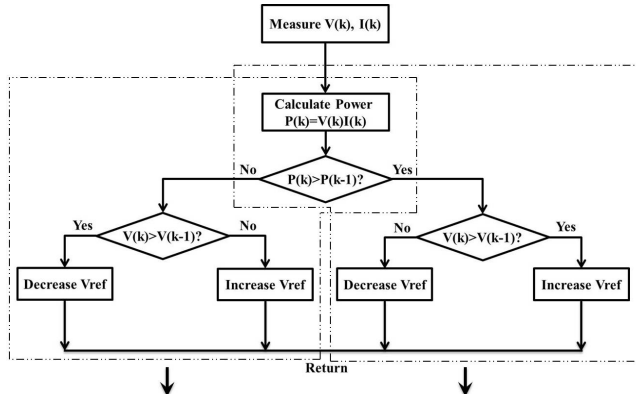 Measure V(k), I(k)
Calculate Power
P(k)=V(k)I(k)
No
P(k)>P(k-1)?
Yes
Yes
V(k)>V(k-1)?
No
No
V(k)>V(k-1)?
Yes
Decrease Vref
Increase Vref
Decrease Vref
Increase Vref
Return